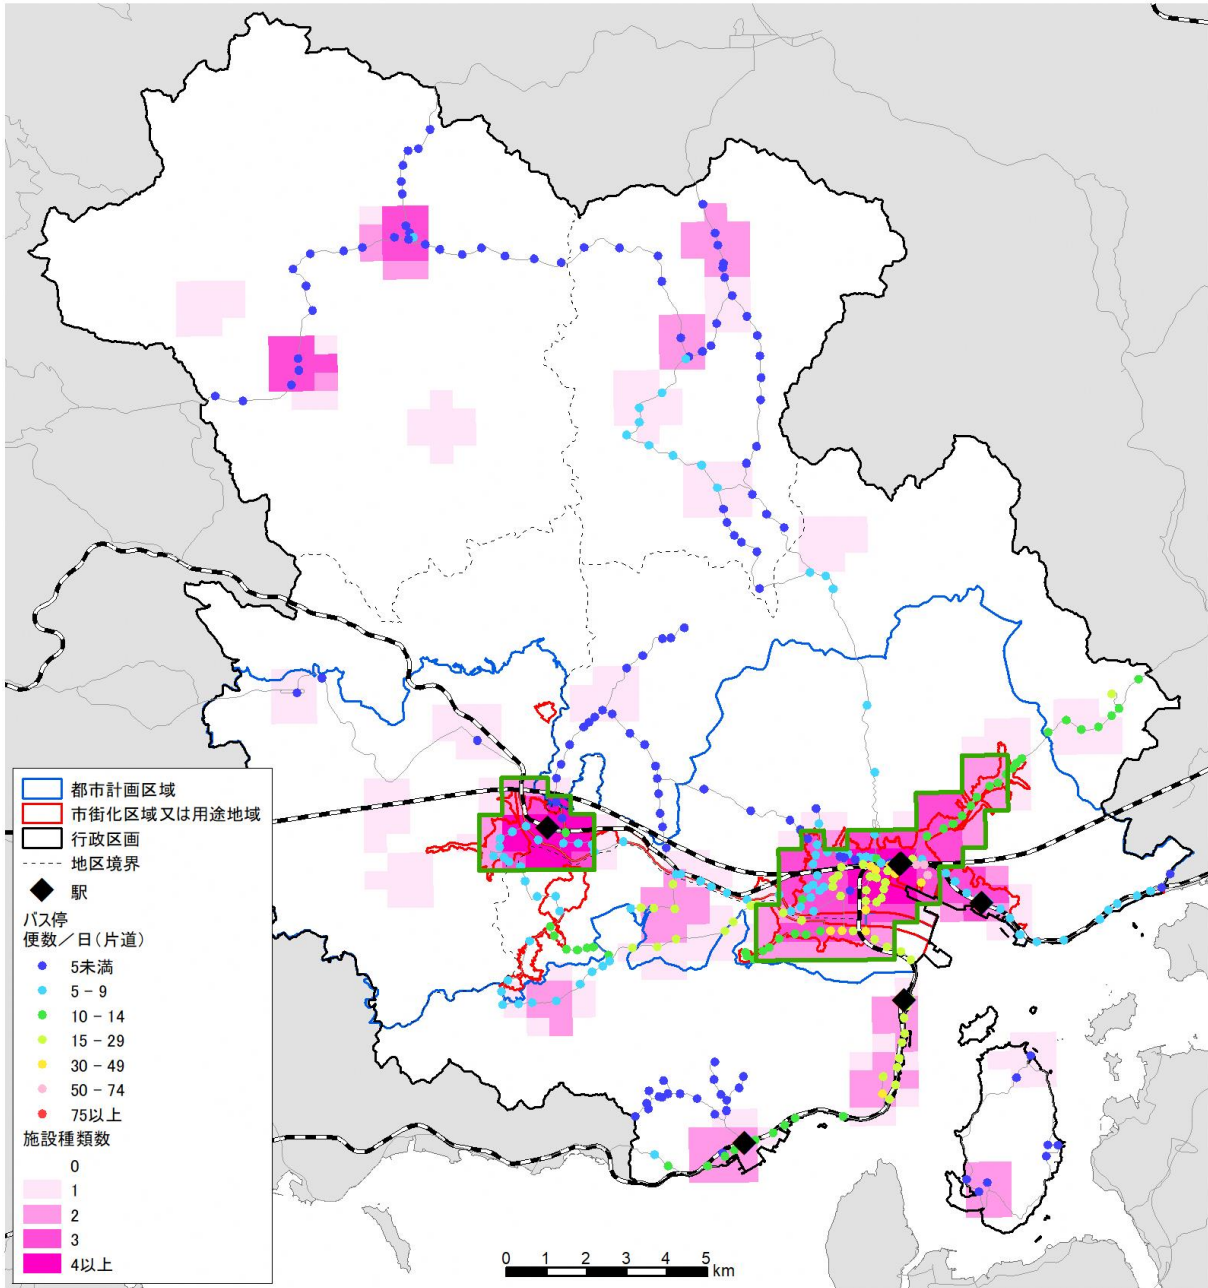 都市計画区域
市街化区域又は用途地域
行政区画
地区境界
駅
バス停
便数／日(片道)
5未満
5 - 9
10 - 14
15 - 29
30 - 49
50 - 74
75以上
施設種類数
0
1
2
3
4以上
0 1 2 3 4 5
km